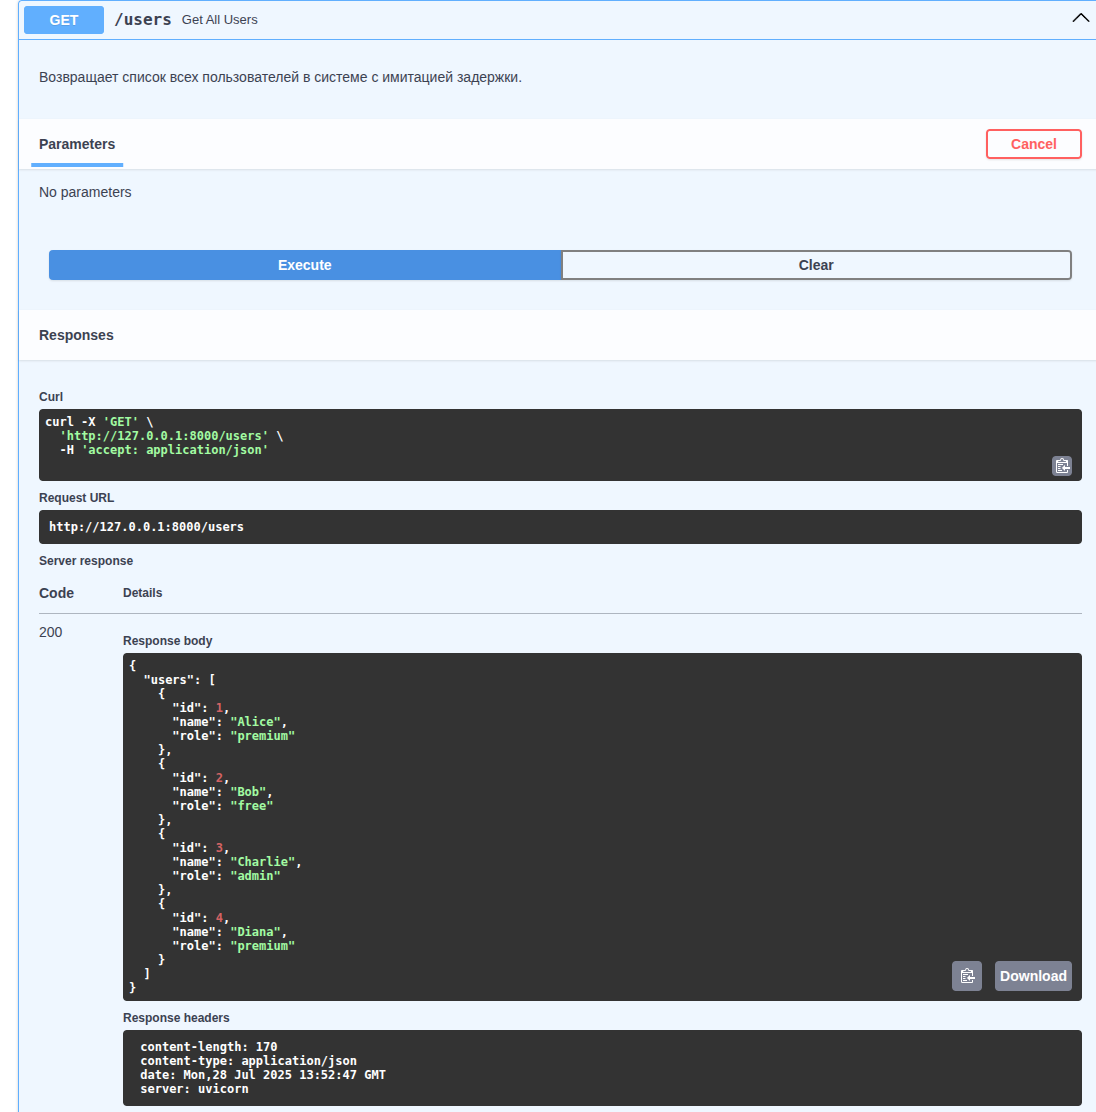 GET /users Get All Users
Возвращает список всех пользователей в системе с имитацией задержки.
Parameters
Cancel
No parameters
Execute
Clear
Responses
Curl
curl -X 'GET' \
  'http://127.0.0.1:8000/users' \
  -H 'accept: application/json'
Request URL
http://127.0.0.1:8000/users
Server response
Code Details
200
Response body
{
  "users": [
    {
      "id": 1,
      "name": "Alice",
      "role": "premium"
    },
    {
      "id": 2,
      "name": "Bob",
      "role": "free"
    },
    {
      "id": 3,
      "name": "Charlie",
      "role": "admin"
    },
    {
      "id": 4,
      "name": "Diana",
      "role": "premium"
    }
  ]
}
Download
Response headers
content-length: 170
content-type: application/json
date: Mon,28 Jul 2025 13:52:47 GMT
server: uvicorn